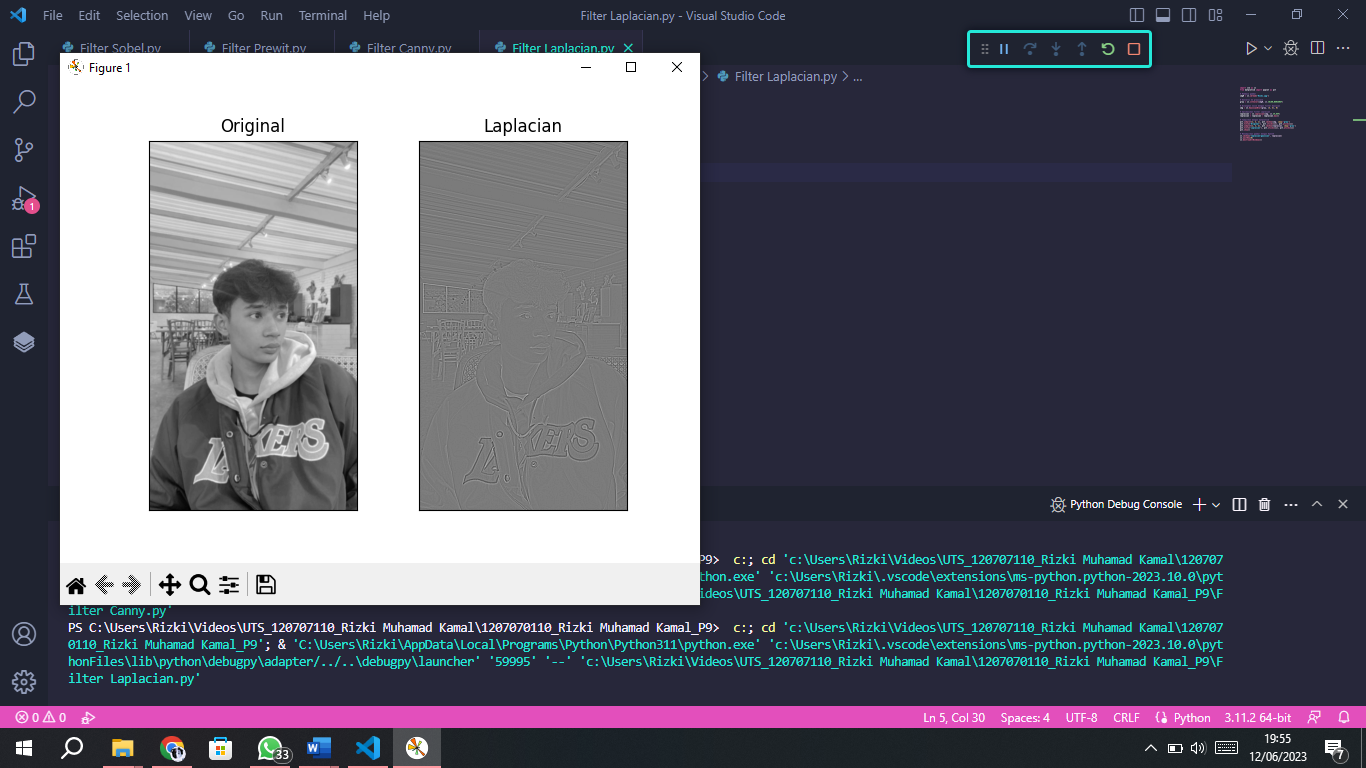 File Edit Selection View Go Run Terminal Help
Filter Laplacian.py - Visual Studio Code
Filter Sobel.py
Filter Prewit.py
Filter Canny.py
Filter Laplacian.py
Filter Laplacian.py > ...
Figure 1
Original
Laplacian
LAKERS
1
Python Debug Console
_P9> c:; cd 'c:\Users\Rizki\Videos\UTS_120707110_Rizki Muhamad Kamal\120707
thon.exe' 'c:\Users\Rizki\.vscode\extensions\ms-python.python-2023.10.0\pyt
ideos\UTS_120707110_Rizki Muhamad Kamal\1207070110_Rizki Muhamad Kamal_P9\F
ilter Canny.py'
PS C:\Users\Rizki\Videos\UTS_120707110_Rizki Muhamad Kamal\1207070110_Rizki Muhamad Kamal_P9> c:; cd 'c:\Users\Rizki\Videos\UTS_120707110_Rizki Muhamad Kamal\120707
0110_Rizki Muhamad Kamal_P9'; & 'C:\Users\Rizki\AppData\Local\Programs\Python\Python311\python.exe' 'c:\Users\Rizki\.vscode\extensions\ms-python.python-2023.10.0\pyt
honFiles\lib\python\debugpy\adapter/../..\debugpy\launcher' '59995' '--' 'c:\Users\Rizki\Videos\UTS_120707110_Rizki Muhamad Kamal\1207070110_Rizki Muhamad Kamal_P9\F
ilter Laplacian.py'
0 0
Ln 5, Col 30 Spaces: 4 UTF-8 CRLF Python 3.11.2 64-bit
33
19:55
12/06/2023
7